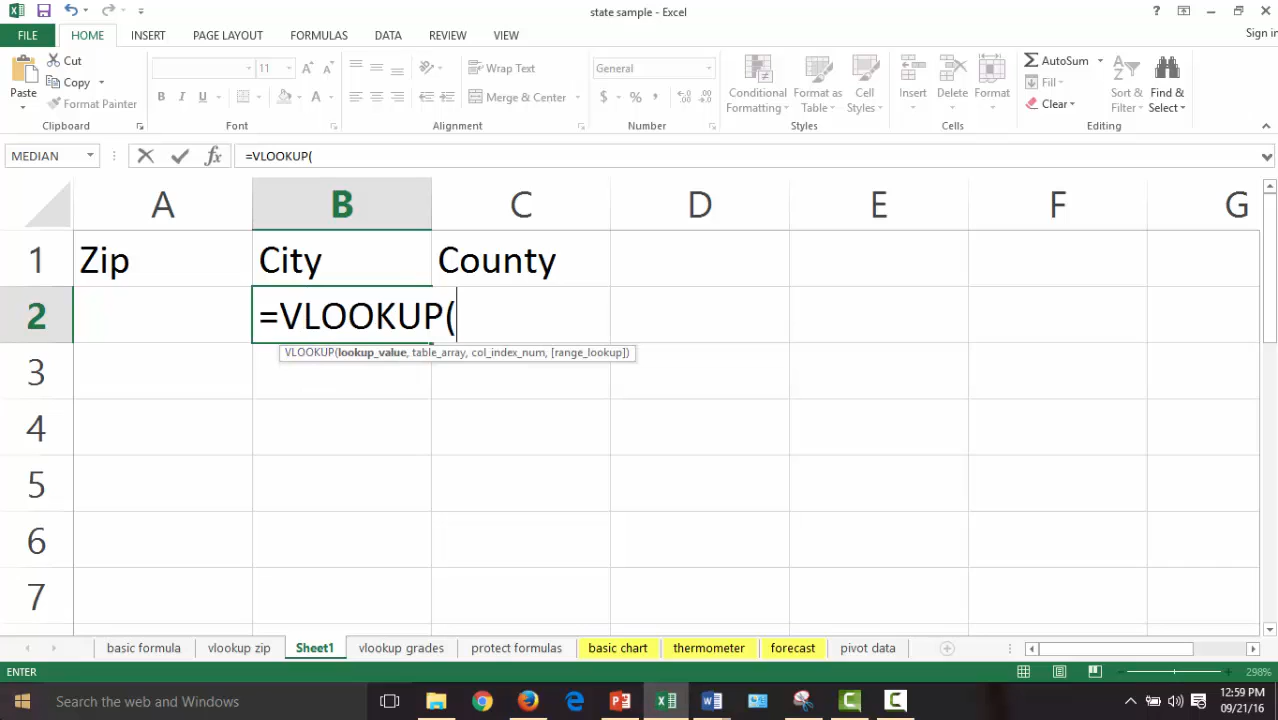 state sample - Excel
?
FILE HOME INSERT PAGE LAYOUT FORMULAS DATA REVIEW VIEW Sign in
Paste Cut Copy Format Painter
11 A A
B I U A
Wrap Text
Merge & Center
General
$ % ,
Conditional Formatting Format as Table Cell Styles
Insert Delete Format
AutoSum Fill Clear
Sort & Filter Find & Select
Clipboard Font Alignment Number Styles Cells Editing
MEDIAN fx =VLOOKUP(
A B C D E F G
1 Zip City County
2 =VLOOKUP(
VLOOKUP(lookup_value, table_array, col_index_num, [range_lookup])
3
4
5
6
7
basic formula vlookup zip Sheet1 vlookup grades protect formulas basic chart thermometer forecast pivot data
ENTER 298%
Search the web and Windows
12:59 PM
09/21/16